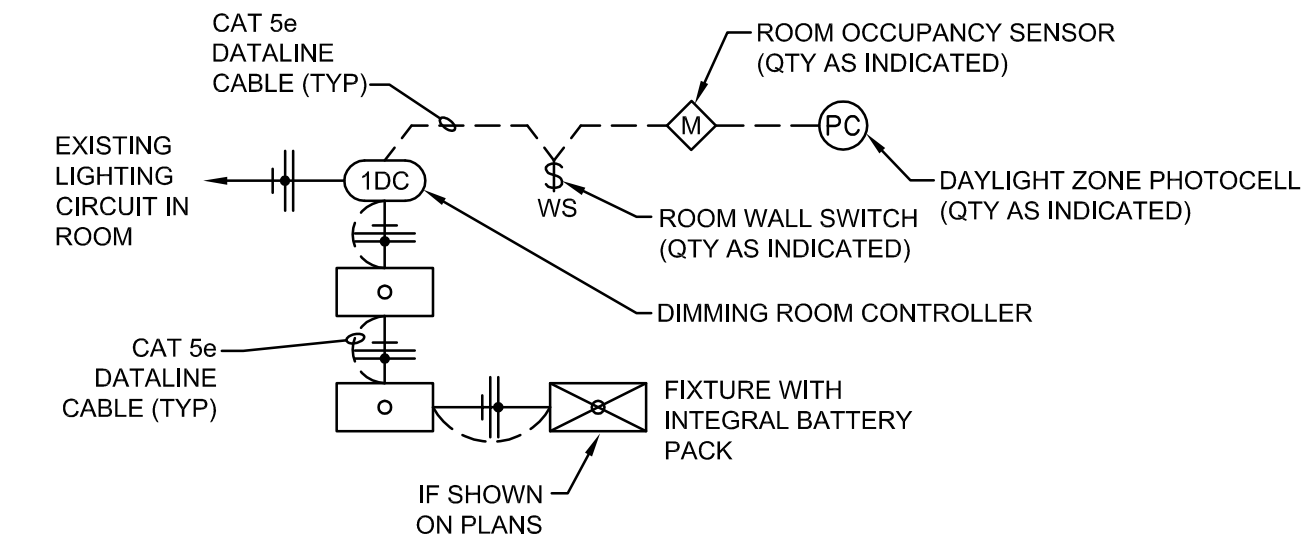 CAT 5e
DATALINE
CABLE (TYP)
ROOM OCCUPANCY SENSOR
(QTY AS INDICATED)
EXISTING
LIGHTING
CIRCUIT IN
ROOM
1DC
$
WS
M
PC
DAYLIGHT ZONE PHOTOCELL
(QTY AS INDICATED)
ROOM WALL SWITCH
(QTY AS INDICATED)
DIMMING ROOM CONTROLLER
CAT 5e
DATALINE
CABLE (TYP)
FIXTURE WITH
INTEGRAL BATTERY
PACK
IF SHOWN
ON PLANS